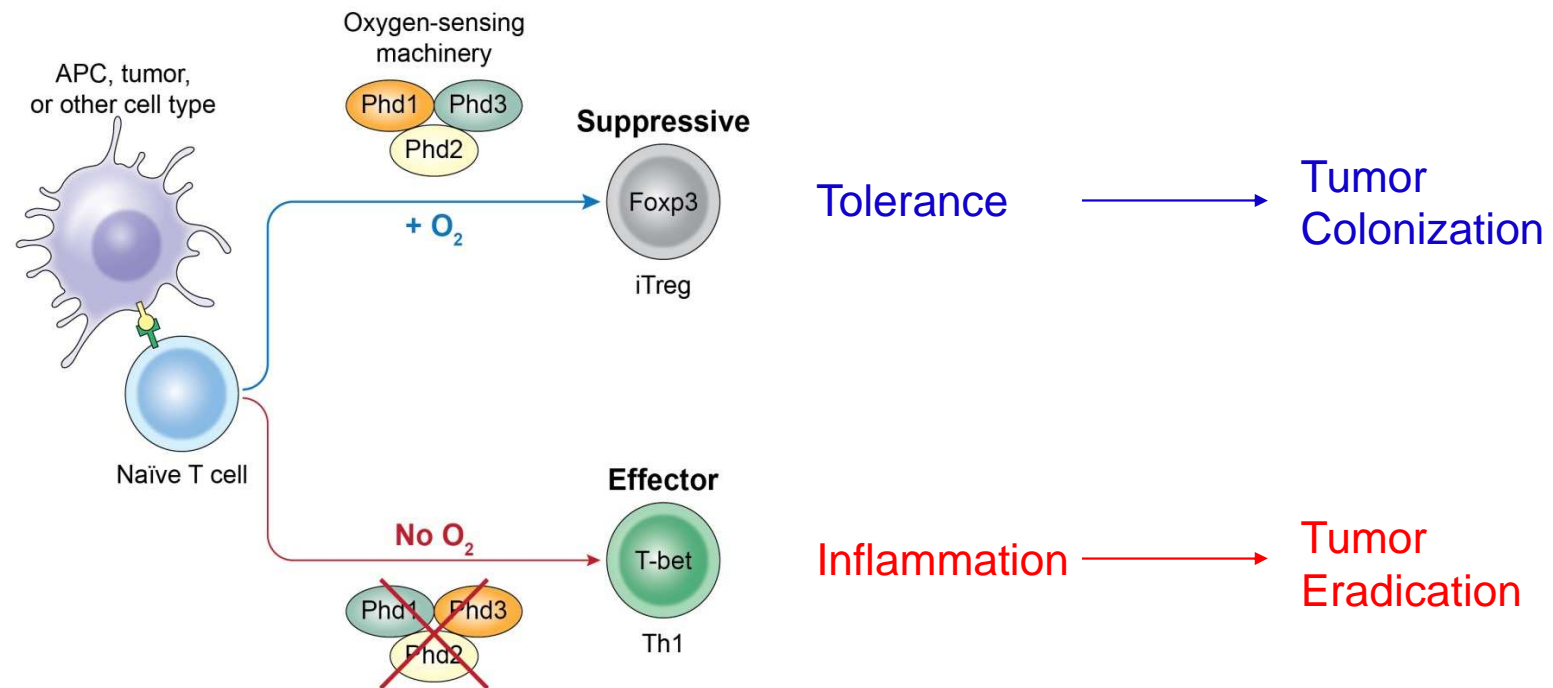 Oxygen-sensing
machinery
APC, tumor,
or other cell type
Phd1
Phd3
Phd2
Suppressive
Foxp3
iTreg
+ O₂
Tolerance
Tumor
Colonization
Naïve T cell
Effector
No O₂
T-bet
Th1
Phd1
Phd3
Phd2
Inflammation
Tumor
Eradication